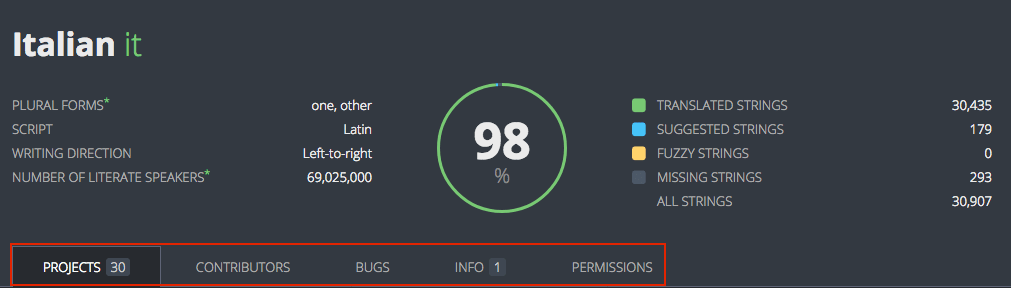 Italian it
PLURAL FORMS* one, other
SCRIPT Latin
WRITING DIRECTION Left-to-right
NUMBER OF LITERATE SPEAKERS* 69,025,000
98
%
TRANSLATED STRINGS 30,435
SUGGESTED STRINGS 179
FUZZY STRINGS 0
MISSING STRINGS 293
ALL STRINGS 30,907
PROJECTS 30 CONTRIBUTORS BUGS INFO 1 PERMISSIONS